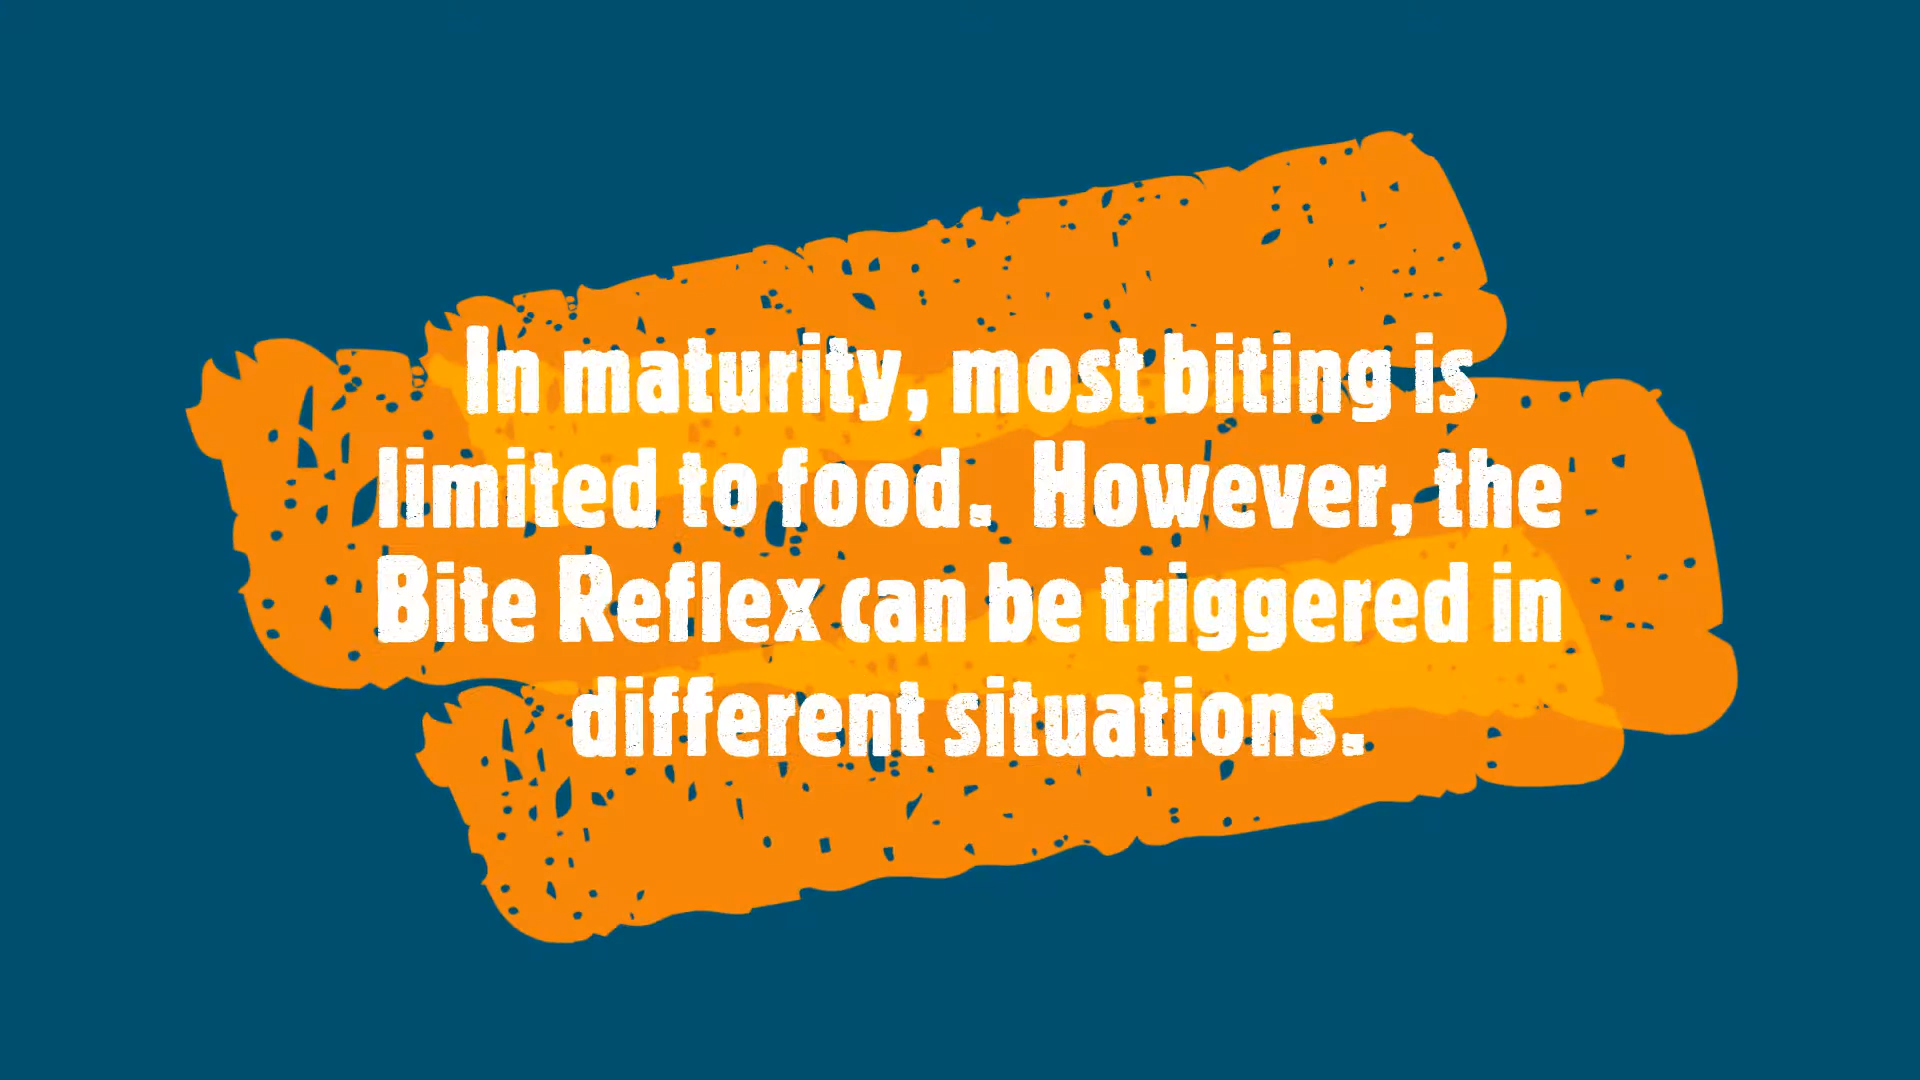 In maturity, most biting is
limited to food.  However, the
Bite Reflex can be triggered in
different situations.